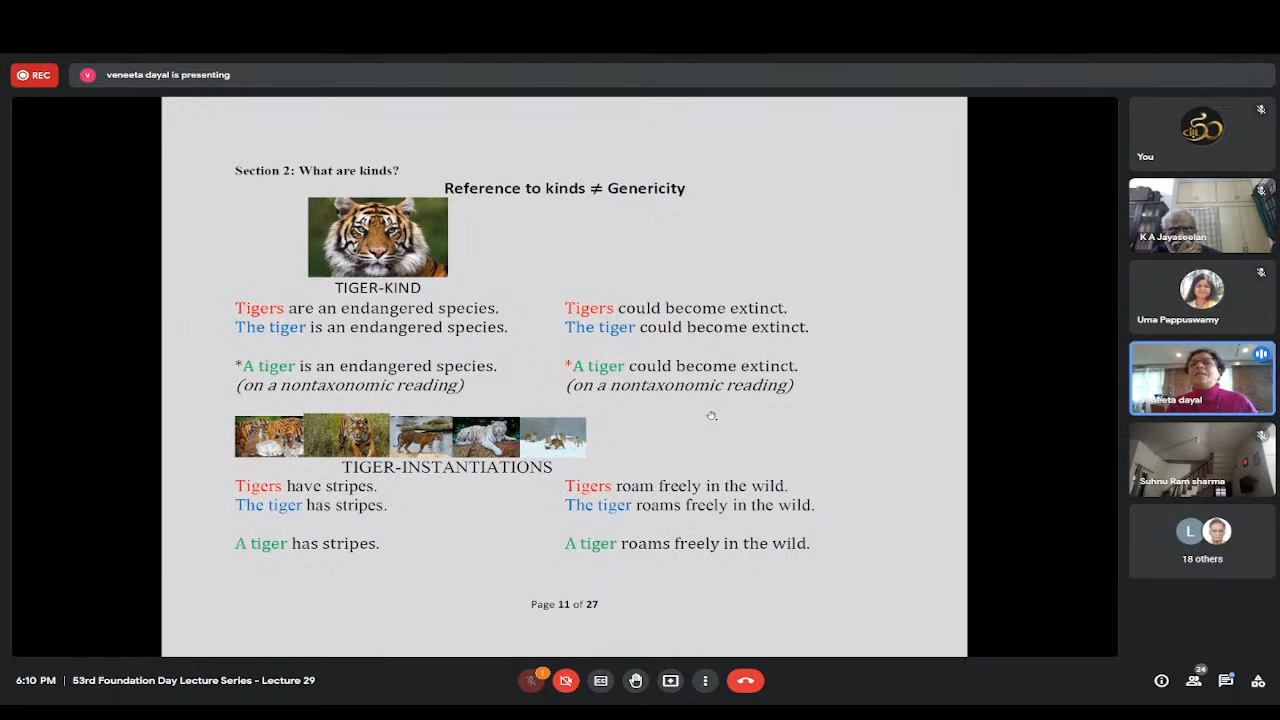 REC
v veneeta dayal is presenting
Section 2: What are kinds?
Reference to kinds ≠ Genericity
TIGER-KIND
Tigers are an endangered species.
The tiger is an endangered species.
*A tiger is an endangered species.
(on a nontaxonomic reading)
Tigers could become extinct.
The tiger could become extinct.
*A tiger could become extinct.
(on a nontaxonomic reading)
TIGER-INSTANTIATIONS
Tigers have stripes.
The tiger has stripes.
A tiger has stripes.
Tigers roam freely in the wild.
The tiger roams freely in the wild.
A tiger roams freely in the wild.
Page 11 of 27
You
K A Jayaseelan
Uma Pappuswamy
veneeta dayal
Suhnu Ram sharma
L
18 others
6:10 PM | 53rd Foundation Day Lecture Series - Lecture 29
24